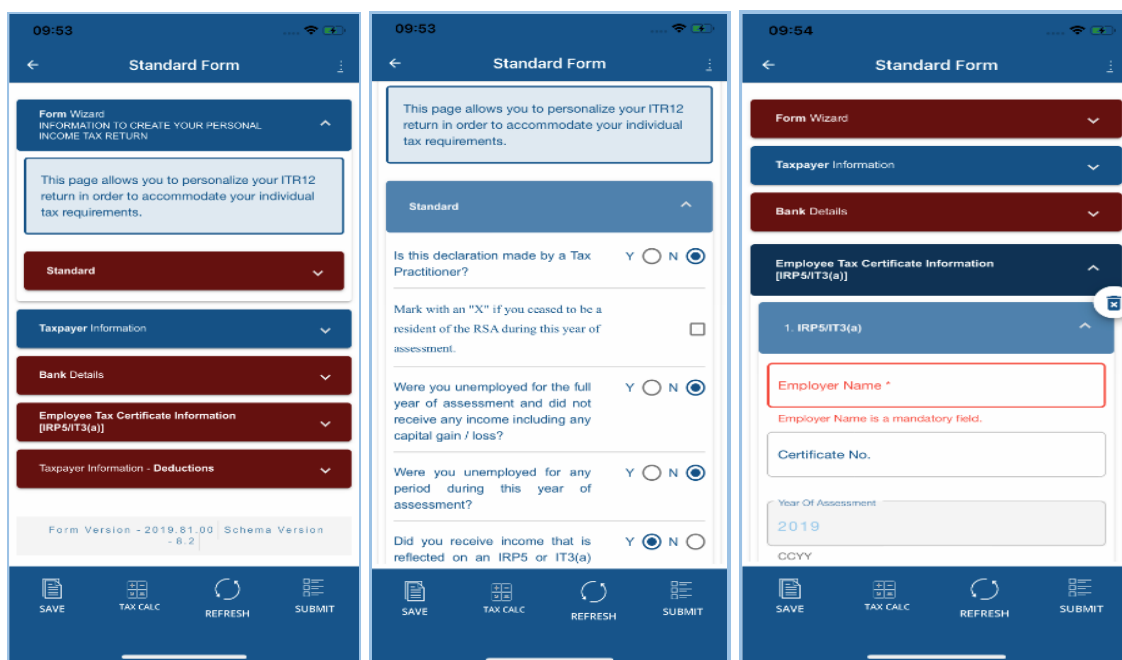 09:53
Standard Form
Form Wizard
INFORMATION TO CREATE YOUR PERSONAL
INCOME TAX RETURN
This page allows you to personalize your ITR12
return in order to accommodate your individual
tax requirements.
Standard
Taxpayer Information
Bank Details
Employee Tax Certificate Information
[IRP5/IT3(a)]
Taxpayer Information - Deductions
Form Version - 2019.81.00 Schema Version
- 8.2
SAVE
TAX CALC
REFRESH
SUBMIT
09:53
Standard Form
This page allows you to personalize your ITR12
return in order to accommodate your individual
tax requirements.
Standard
Is this declaration made by a Tax Y N
Practitioner?
Mark with an "X" if you ceased to be a
resident of the RSA during this year of
assessment.
Were you unemployed for the full Y N
year of assessment and did not
receive any income including any
capital gain / loss?
Were you unemployed for any Y N
period during this year of
assessment?
Did you receive income that is Y N
reflected on an IRP5 or IT3(a)
SAVE
TAX CALC
REFRESH
SUBMIT
09:54
Standard Form
Form Wizard
Taxpayer Information
Bank Details
Employee Tax Certificate Information
[IRP5/IT3(a)]
1. IRP5/IT3(a)
Employer Name *
Employer Name is a mandatory field.
Certificate No.
Year Of Assessment
2019
CCYY
SAVE
TAX CALC
REFRESH
SUBMIT